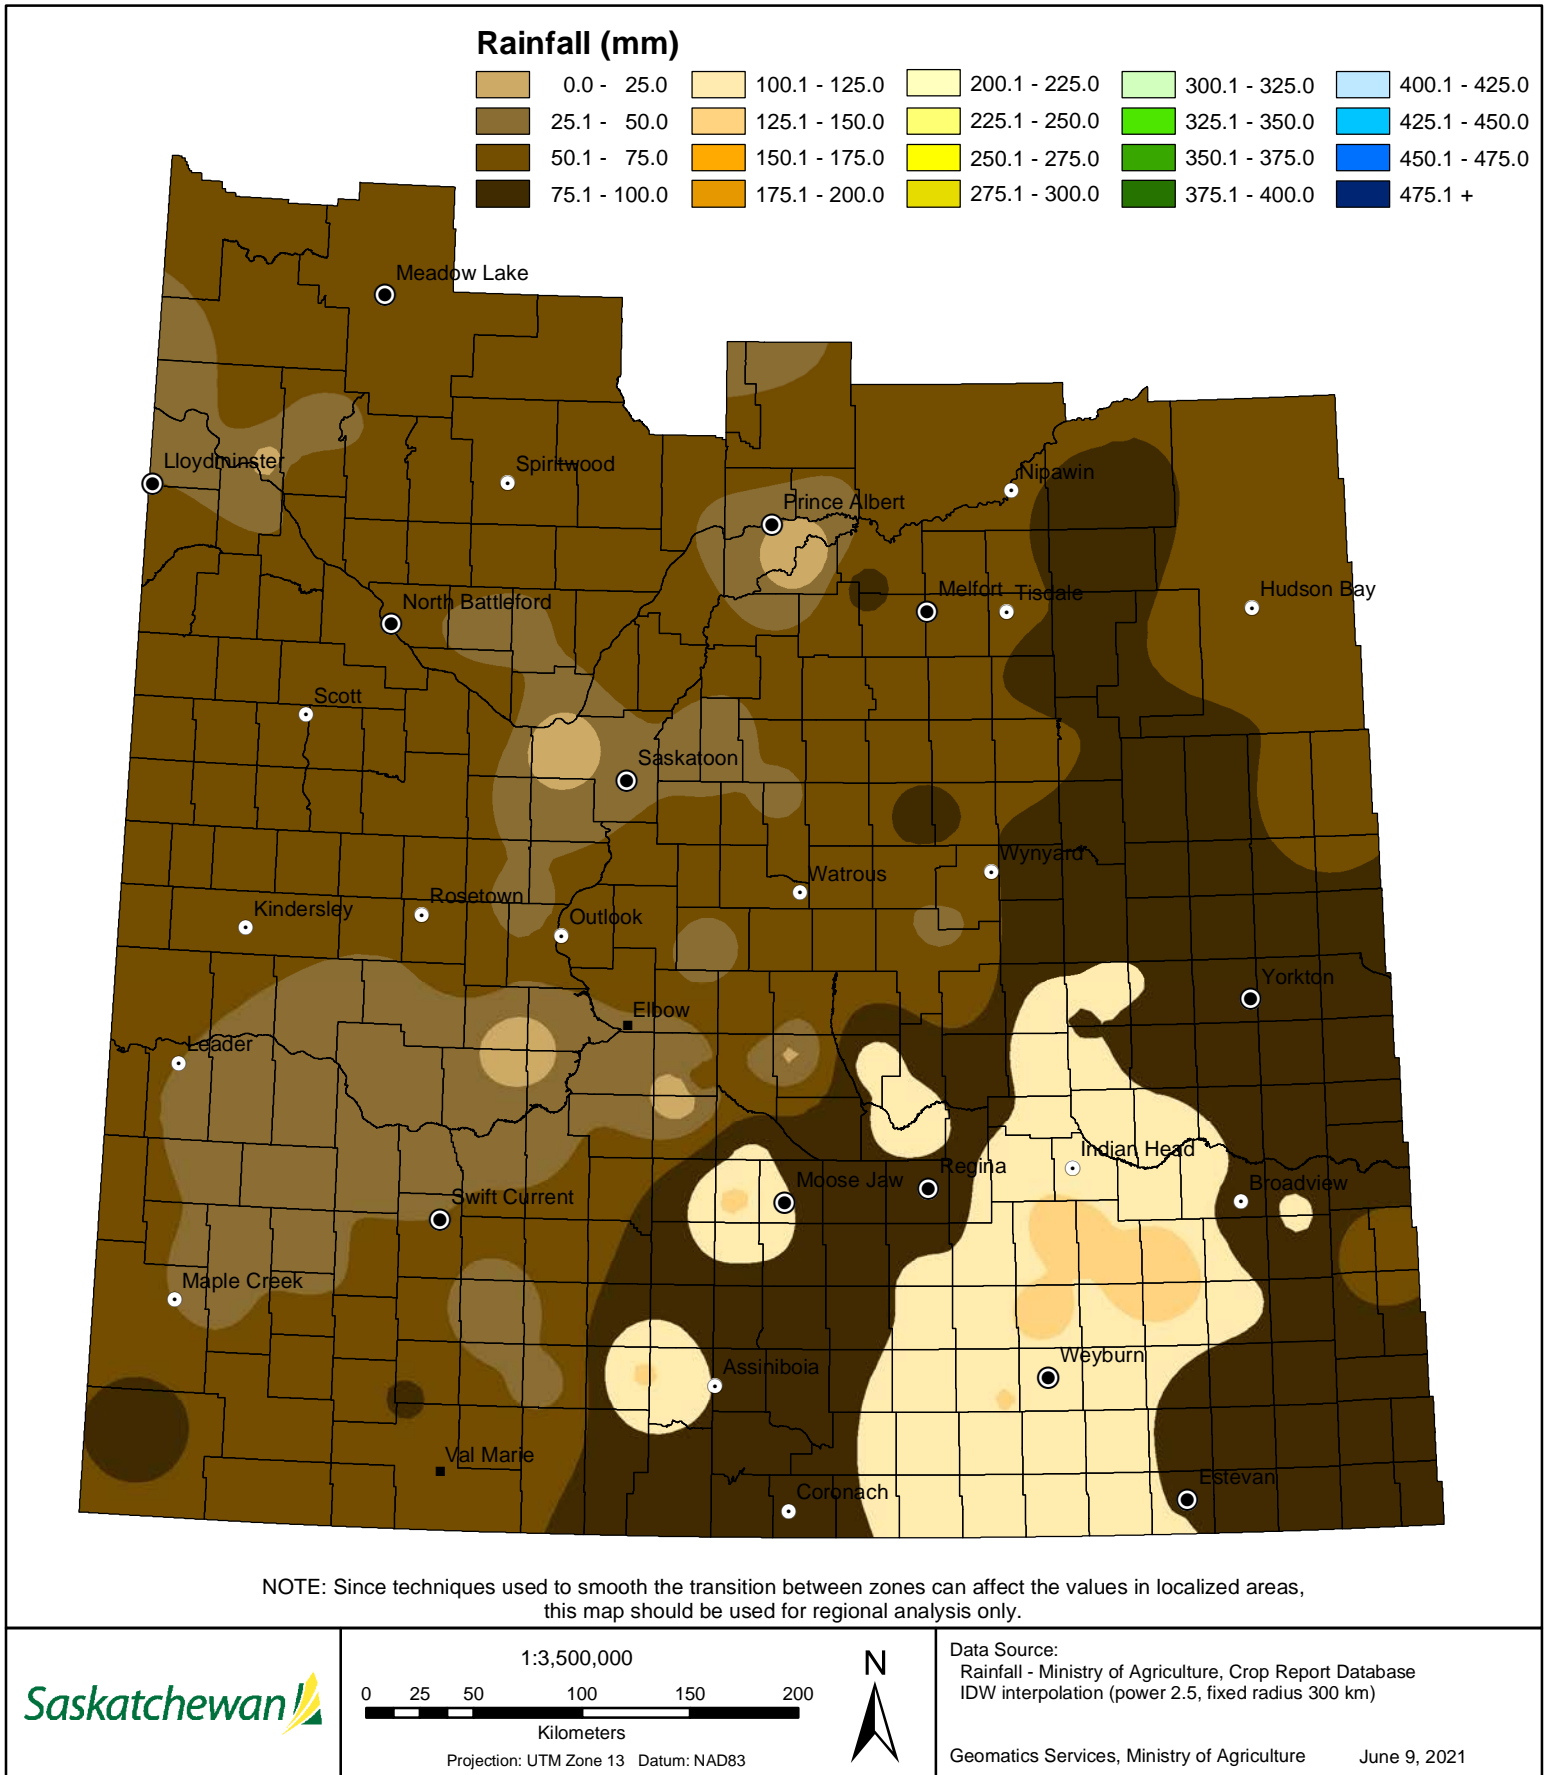 Rainfall (mm)
0.0 - 25.0
25.1 - 50.0
50.1 - 75.0
75.1 - 100.0
100.1 - 125.0
125.1 - 150.0
150.1 - 175.0
175.1 - 200.0
200.1 - 225.0
225.1 - 250.0
250.1 - 275.0
275.1 - 300.0
300.1 - 325.0
325.1 - 350.0
350.1 - 375.0
375.1 - 400.0
400.1 - 425.0
425.1 - 450.0
450.1 - 475.0
475.1 +
Meadow Lake
Lloydminster
Spiritwood
Nipawin
Prince Albert
Hudson Bay
Melfort
Tisdale
North Battleford
Scott
Saskatoon
Wynyard
Watrous
Rosetown
Kindersley
Outlook
Yorkton
Elbow
Leader
Indian Head
Regina
Moose Jaw
Broadview
Swift Current
Maple Creek
Weyburn
Assiniboia
Val Marie
Estevan
Coronach
NOTE: Since techniques used to smooth the transition between zones can affect the values in localized areas,
this map should be used for regional analysis only.
Saskatchewan
1:3,500,000
0 25 50 100 150 200
Kilometers
Projection: UTM Zone 13 Datum: NAD83
N
Data Source:
Rainfall - Ministry of Agriculture, Crop Report Database
IDW interpolation (power 2.5, fixed radius 300 km)
Geomatics Services, Ministry of Agriculture June 9, 2021